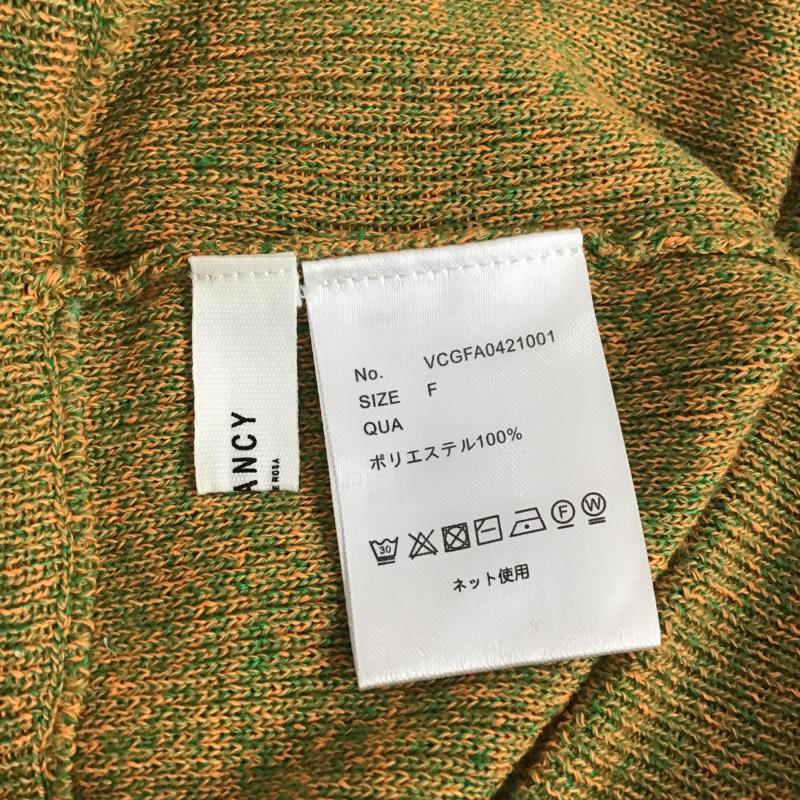 ANCY
E ROSA
No. VCGFA0421001
SIZE F
QUA
ポリエステル100%
30
F
W
ネット使用